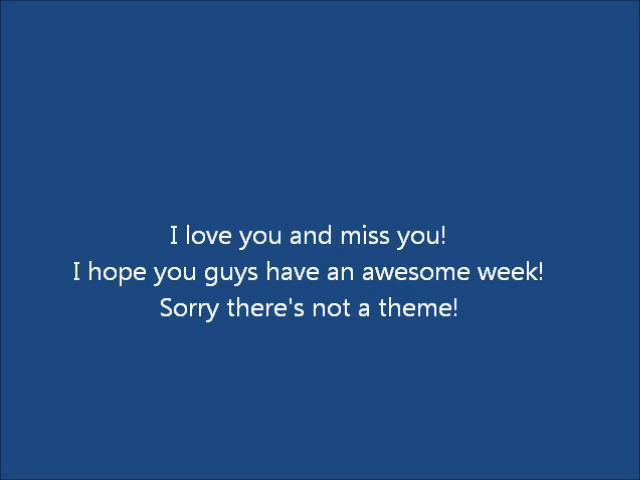 I love you and miss you!
I hope you guys have an awesome week!
Sorry there's not a theme!